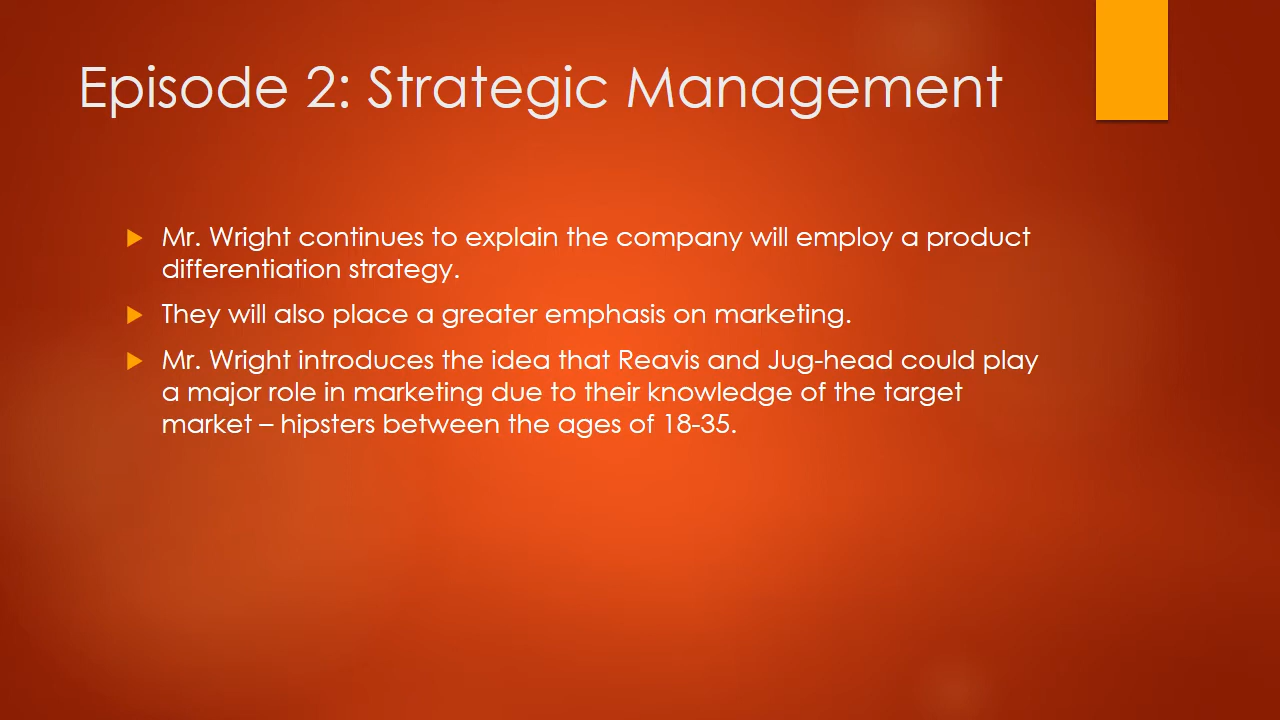 Episode 2: Strategic Management
Mr. Wright continues to explain the company will employ a product
differentiation strategy.
They will also place a greater emphasis on marketing.
Mr. Wright introduces the idea that Reavis and Jug-head could play
a major role in marketing due to their knowledge of the target
market – hipsters between the ages of 18-35.